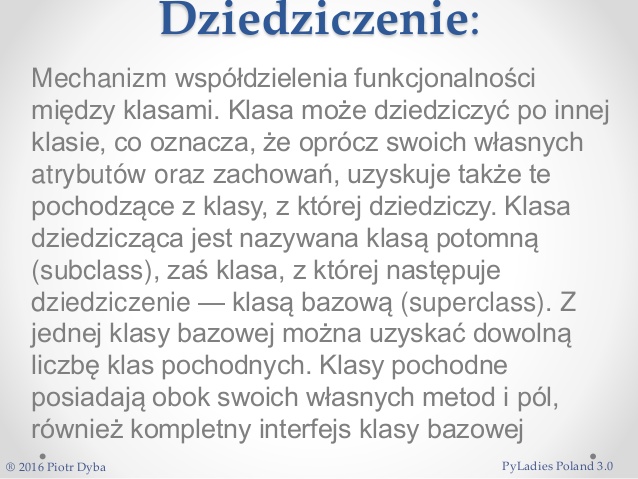 Dziedziczenie:
Mechanizm współdzielenia funkcjonalności
między klasami. Klasa może dziedziczyć po innej
klasie, co oznacza, że oprócz swoich własnych
atrybutów oraz zachowań, uzyskuje także te
pochodzące z klasy, z której dziedziczy. Klasa
dziedzicząca jest nazywana klasą potomną
(subclass), zaś klasa, z której następuje
dziedziczenie — klasą bazową (superclass). Z
jednej klasy bazowej można uzyskać dowolną
liczbę klas pochodnych. Klasy pochodne
posiadają obok swoich własnych metod i pól,
również kompletny interfejs klasy bazowej
® 2016 Piotr Dyba
PyLadies Poland 3.0